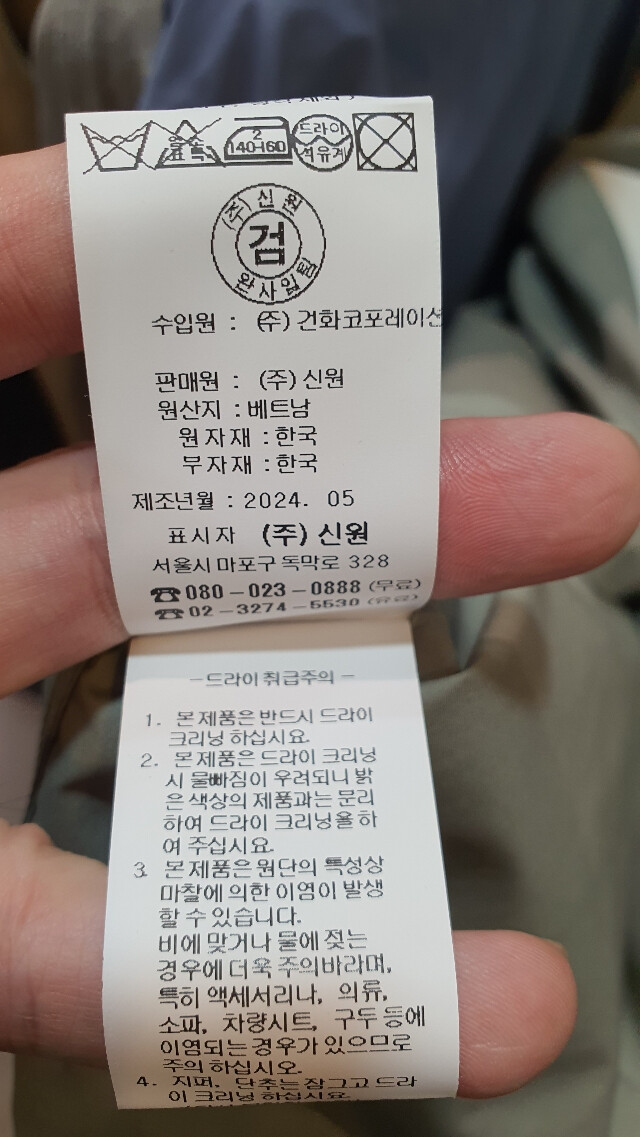 2
140-160
드라이
석유계
(주)신원
검
완사입팀
수입원 : (주) 건화코포레이션
판매원 : (주) 신원
원산지 : 베트남
원자재 : 한국
부자재 : 한국
제조년월 : 2024. 05
표시자 (주) 신원
서울시 마포구 독막로 328
☎080-023-0888 (무료)
☎02-3274-5530 (유료)
-드라이 취급주의-
1. 본 제품은 반드시 드라이
크리닝 하십시요.
2. 본 제품은 드라이 크리닝
시 물빠짐이 우려되니 밝
은 색상의 제품과는 분리
하여 드라이 크리닝을 하
여 주십시요.
3. 본 제품은 원단의 특성상
마찰에 의한 이염이 발생
할 수 있습니다.
비에 맞거나 물에 젖는
경우에 더욱 주의바라며,
특히 액세서리나, 의류,
소파, 차량시트, 구두 등에
이염되는 경우가 있으므로
주의 하십시오.
4. 지퍼, 단추는 잠그고 드라
이 크리닝 하십시요.